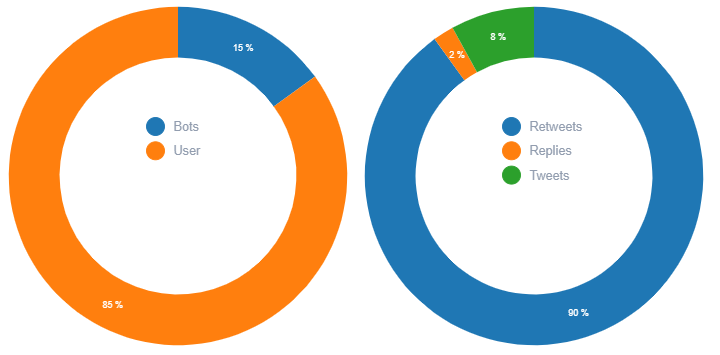 15 %
Bots
User
85 %
8 %
2 %
Retweets
Replies
Tweets
90 %